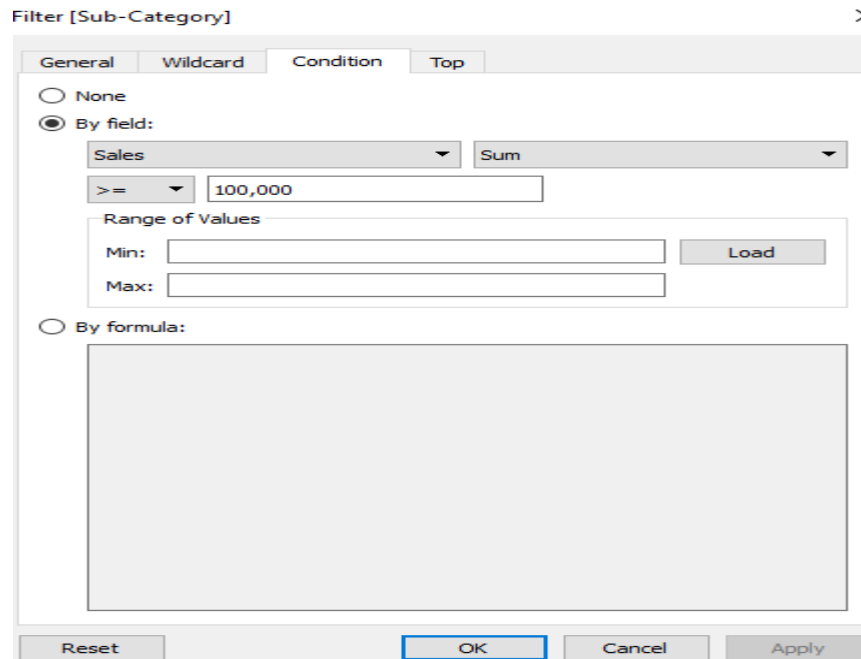 Filter [Sub-Category]
General Wildcard Condition Top
None
By field:
Sales Sum
>= 100,000
Range of Values
Min: Load
Max:
By formula:
Reset OK Cancel Apply